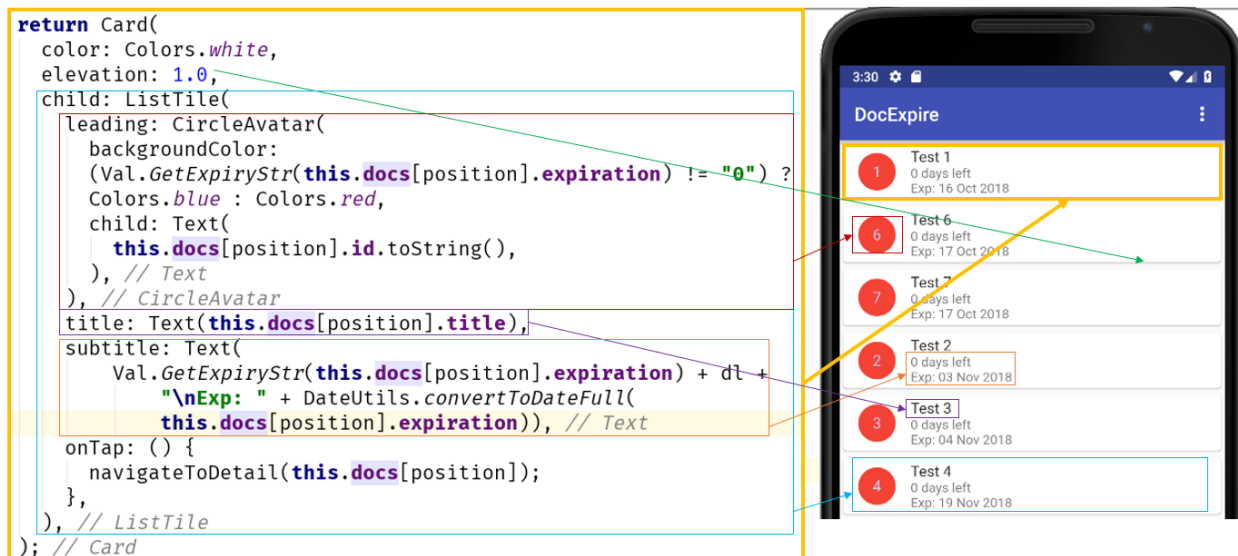 return Card(
color: Colors.white,
elevation: 1.0,
child: ListTile(
leading: CircleAvatar(
backgroundColor:
(Val.GetExpiryStr(this.docs[position].expiration) != "0") ?
Colors.blue : Colors.red,
child: Text(
this.docs[position].id.toString(),
), // Text
), // CircleAvatar
title: Text(this.docs[position].title),
subtitle: Text(
Val.GetExpiryStr(this.docs[position].expiration) + dl +
"\nExp: " + DateUtils.convertToDateFull(
this.docs[position].expiration)), // Text
onTap: () {
navigateToDetail(this.docs[position]);
},
), // ListTile
); // Card
3:30
DocExpire
1
Test 1
0 days left
Exp: 16 Oct 2018
6
Test 6
0 days left
Exp: 17 Oct 2018
7
Test 7
0 days left
Exp: 17 Oct 2018
2
Test 2
0 days left
Exp: 03 Nov 2018
3
Test 3
0 days left
Exp: 04 Nov 2018
4
Test 4
0 days left
Exp: 19 Nov 2018